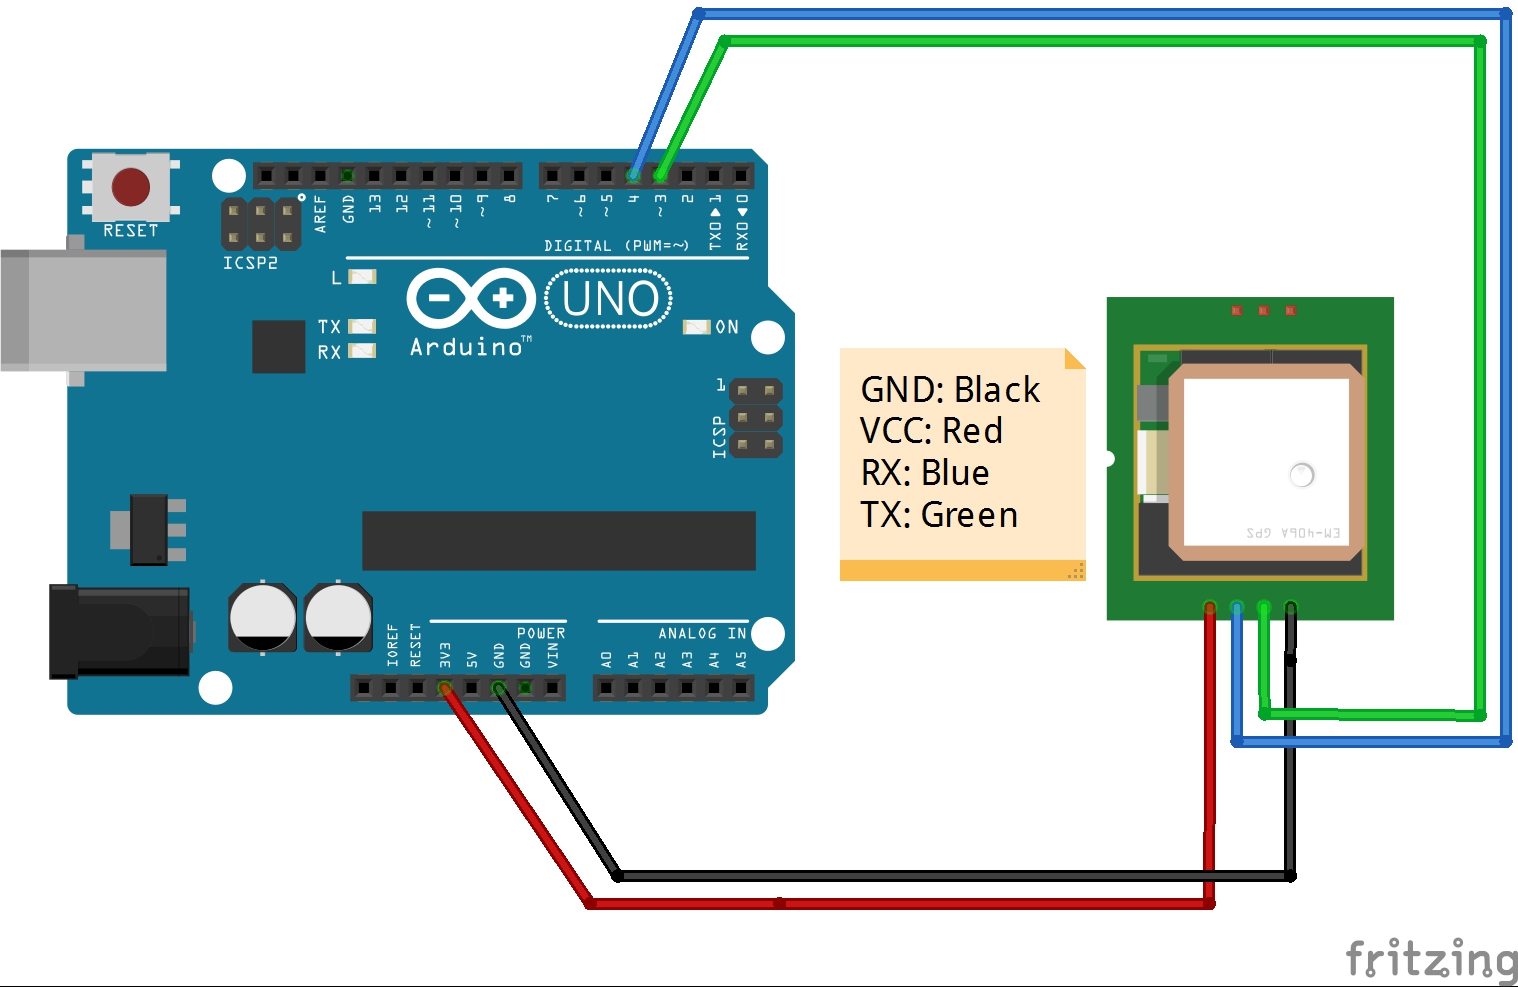 RESET
ICSP2
AREF
GND
13
12
~11
~10
~9
8
7
~6
~5
4
~3
2
TX0▶1
RX0◀0
DIGITAL (PWM=~)
L
TX
RX
Arduino™
UNO
ON
1
ICSP
GND: Black
VCC: Red
RX: Blue
TX: Green
EM-406A GPS
IOREF
RESET
3V3
5V
GND
GND
VIN
POWER
ANALOG IN
A0
A1
A2
A3
A4
A5
fritzing